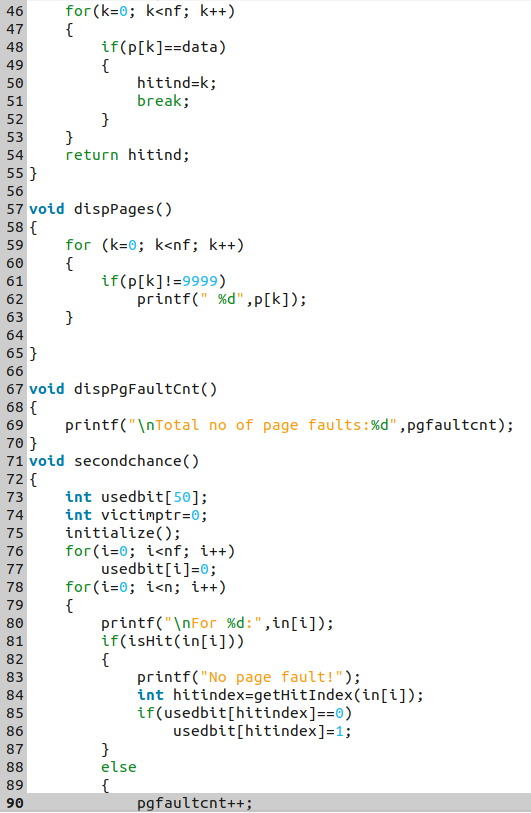 46     for(k=0; k<nf; k++)
47     {
48         if(p[k]==data)
49         {
50             hitind=k;
51             break;
52         }
53     }
54     return hitind;
55 }
56
57 void dispPages()
58 {
59     for (k=0; k<nf; k++)
60     {
61         if(p[k]!=9999)
62             printf(" %d",p[k]);
63     }
64
65 }
66
67 void dispPgFaultCnt()
68 {
69     printf("\nTotal no of page faults:%d",pgfaultcnt);
70 }
71 void secondchance()
72 {
73     int usedbit[50];
74     int victimptr=0;
75     initialize();
76     for(i=0; i<nf; i++)
77         usedbit[i]=0;
78     for(i=0; i<n; i++)
79     {
80         printf("\nFor %d:",in[i]);
81         if(isHit(in[i]))
82         {
83             printf("No page fault!");
84             int hitindex=getHitIndex(in[i]);
85             if(usedbit[hitindex]==0)
86                 usedbit[hitindex]=1;
87         }
88         else
89         {
90             pgfaultcnt++;